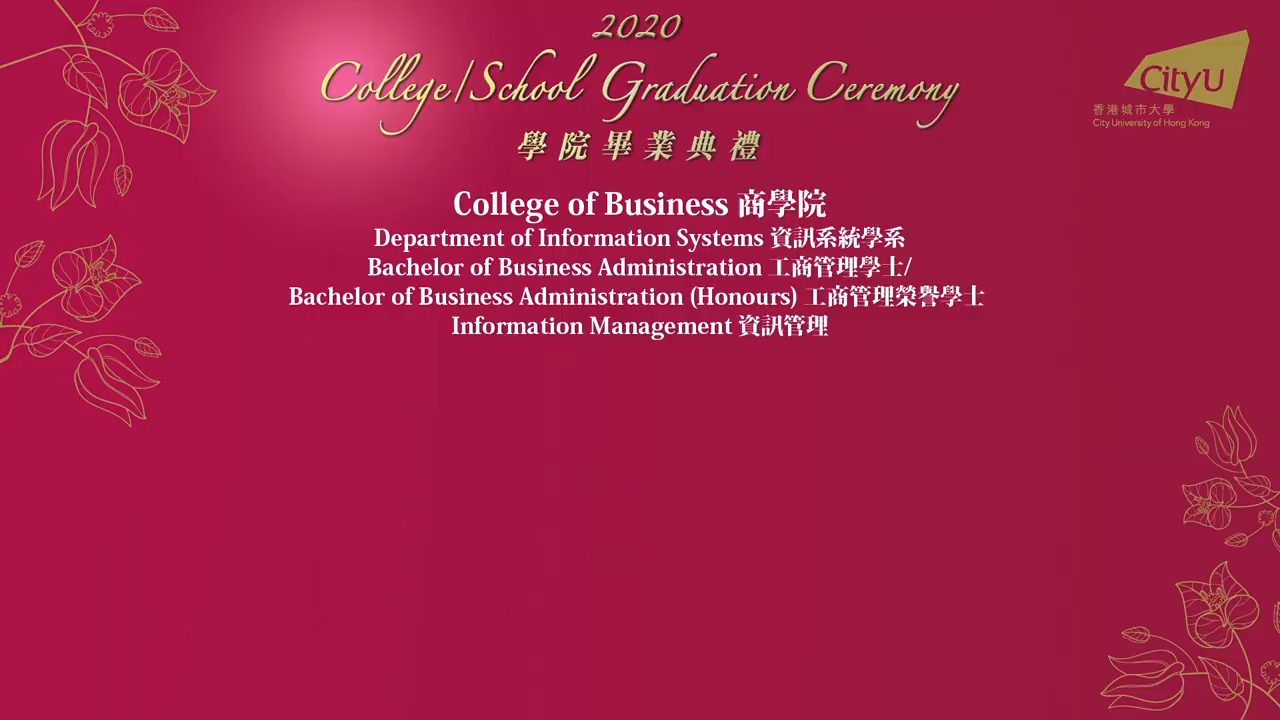 2020
College/School Graduation Ceremony
學院畢業典禮
CityU
香港城市大學
City University of Hong Kong
College of Business 商學院
Department of Information Systems 資訊系統學系
Bachelor of Business Administration 工商管理學士/
Bachelor of Business Administration (Honours) 工商管理榮譽學士
Information Management 資訊管理